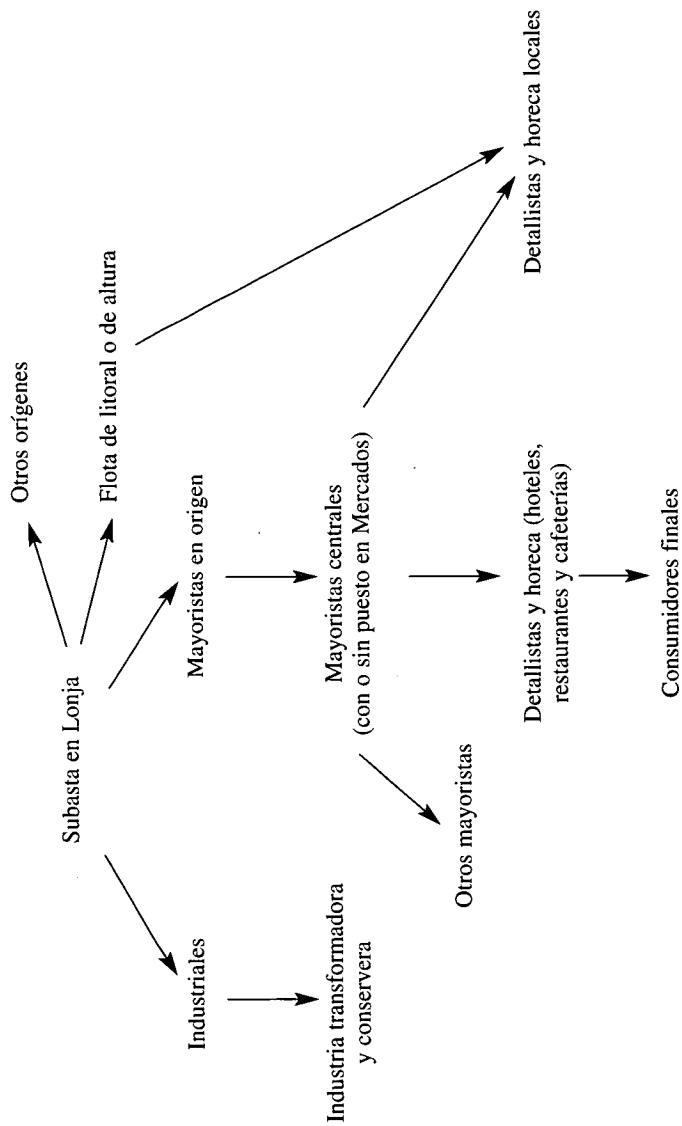 Otros orígenes
Subasta en Lonja
Flota de litoral o de altura
Industriales
Mayoristas en origen
Industria transformadora
y conservera
Mayoristas centrales
(con o sin puesto en Mercados)
Otros mayoristas
Detallistas y horeca (hoteles,
restaurantes y cafeterías)
Detallistas y horeca locales
Consumidores finales